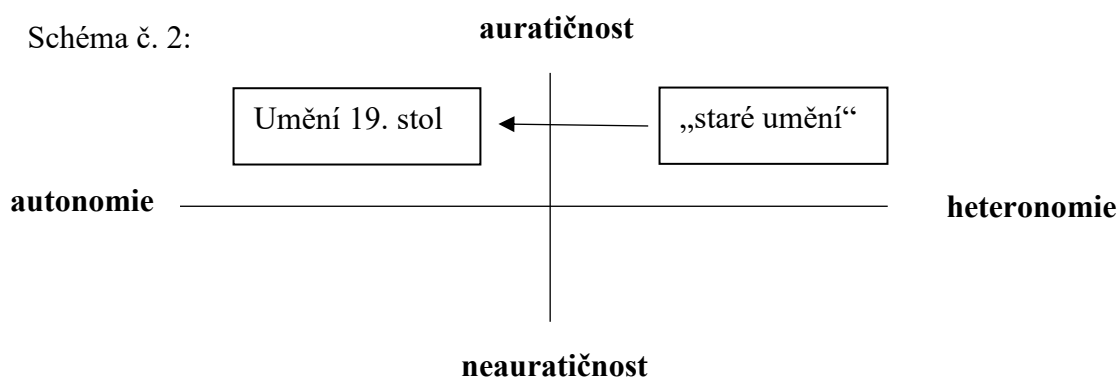 Schéma č. 2:
auratičnost
Umění 19. stol
„staré umění“
autonomie
heteronomie
neauratičnost